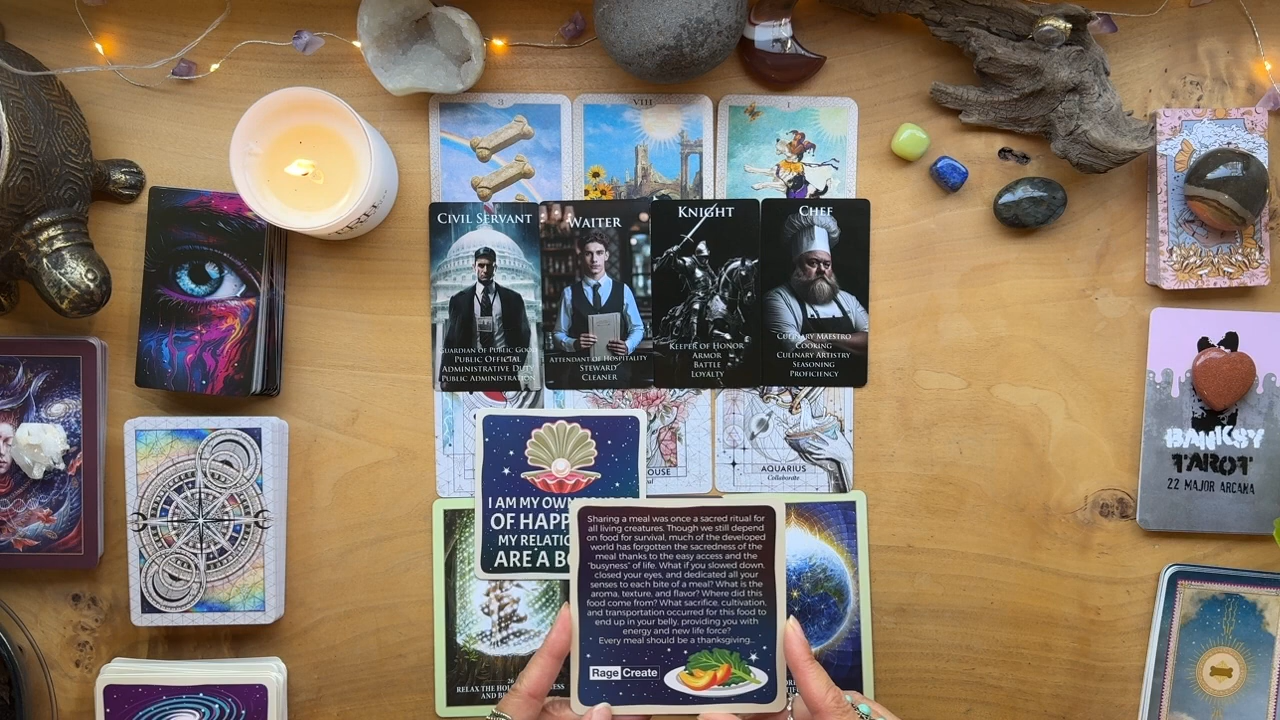 II
VIII
I
CIVIL SERVANT
GUARDIAN OF PUBLIC GOOD
PUBLIC OFFICIAL
ADMINISTRATIVE DUTY
PUBLIC ADMINISTRATION
WAITER
ATTENDANT OF HOSPITALITY
STEWARD
CLEANER
KNIGHT
KEEPER OF HONOR
ARMOR
BATTLE
LOYALTY
CHEF
CULINARY MAESTRO
COOKING
CULINARY ARTISTRY
SEASONING
PROFICIENCY
AQUARIUS
Collaborate
BANKSY
TAROT
22 MAJOR ARCANA
I AM MY OWN
OF HAPP
MY RELATIO
ARE A BO
Sharing a meal was once a sacred ritual for
all living creatures. Though we still depend
on food for survival, much of the developed
world has forgotten the sacredness of the
meal thanks to the easy access and the
"busyness" of life. What if you slowed down,
closed your eyes, and dedicated all your
senses to each bite of a meal? What is the
aroma, texture, and flavor? Where did this
food come from? What sacrifice, cultivation,
and transportation occurred for this food to
end up in your belly, providing you with
energy and new life force?
Every meal should be a thanksgiving...
Rage Create
26
RELAX THE HOL
AND B